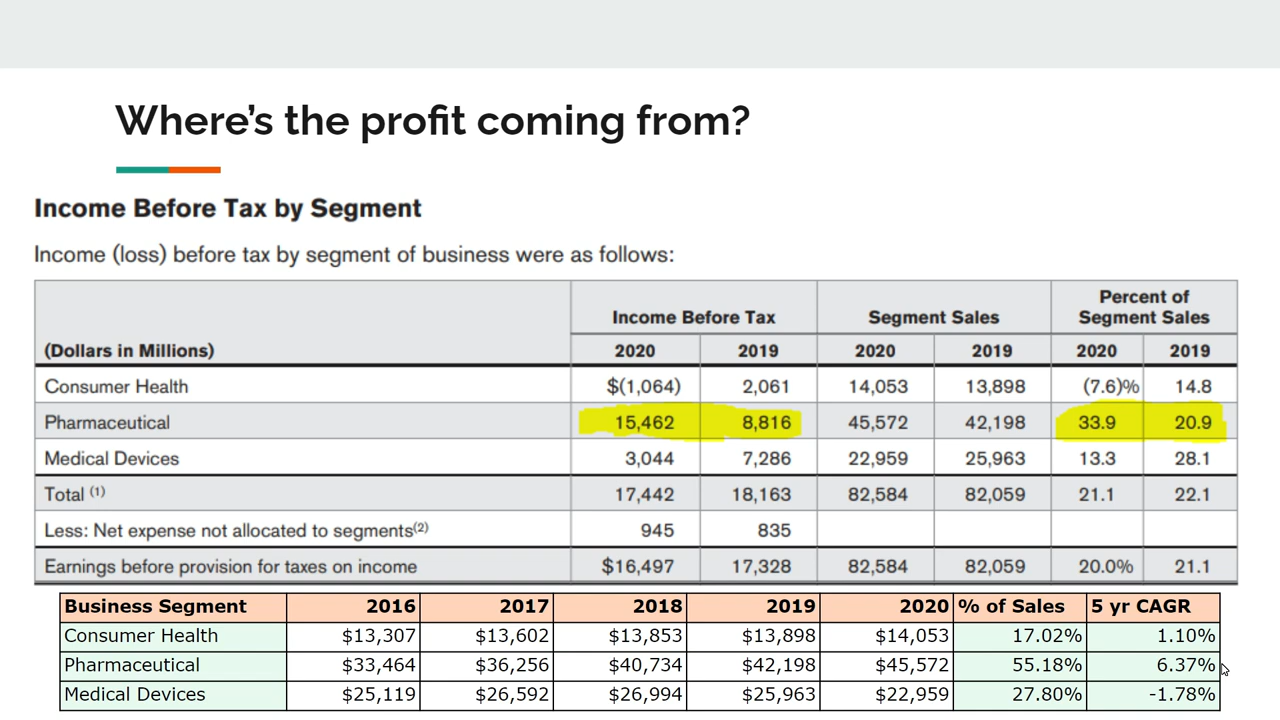 Where's the profit coming from?
Income Before Tax by Segment
Income (loss) before tax by segment of business were as follows:
Income Before Tax Segment Sales Percent of Segment Sales
(Dollars in Millions) 2020 2019 2020 2019 2020 2019
Consumer Health $(1,064) 2,061 14,053 13,898 (7.6)% 14.8
Pharmaceutical 15,462 8,816 45,572 42,198 33.9 20.9
Medical Devices 3,044 7,286 22,959 25,963 13.3 28.1
Total (1) 17,442 18,163 82,584 82,059 21.1 22.1
Less: Net expense not allocated to segments(2) 945 835
Earnings before provision for taxes on income $16,497 17,328 82,584 82,059 20.0% 21.1
Business Segment 2016 2017 2018 2019 2020 % of Sales 5 yr CAGR
Consumer Health $13,307 $13,602 $13,853 $13,898 $14,053 17.02% 1.10%
Pharmaceutical $33,464 $36,256 $40,734 $42,198 $45,572 55.18% 6.37%
Medical Devices $25,119 $26,592 $26,994 $25,963 $22,959 27.80% -1.78%